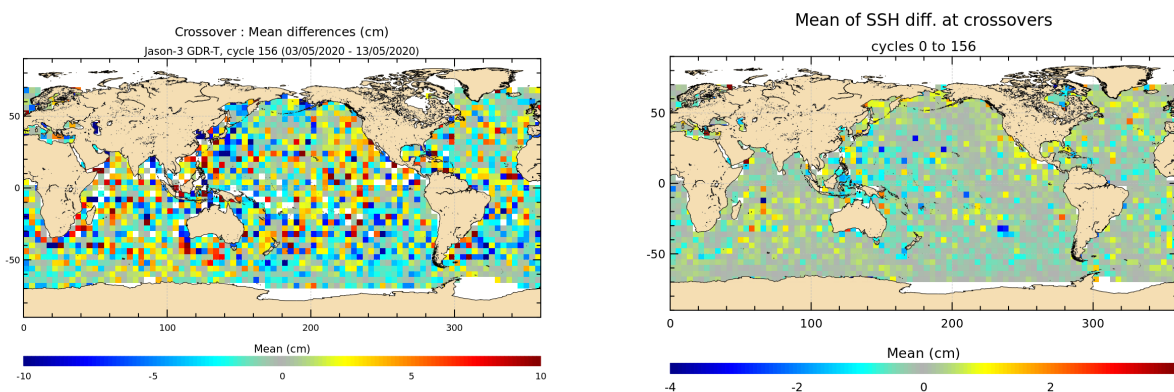 Crossover : Mean differences (cm)
Jason-3 GDR-T, cycle 156 (03/05/2020 - 13/05/2020)
50
0
-50
0 100 200 300
Mean (cm)
-10 -5 0 5 10
Mean of SSH diff. at crossovers
cycles 0 to 156
50
0
-50
0 100 200 300
Mean (cm)
-4 -2 0 2